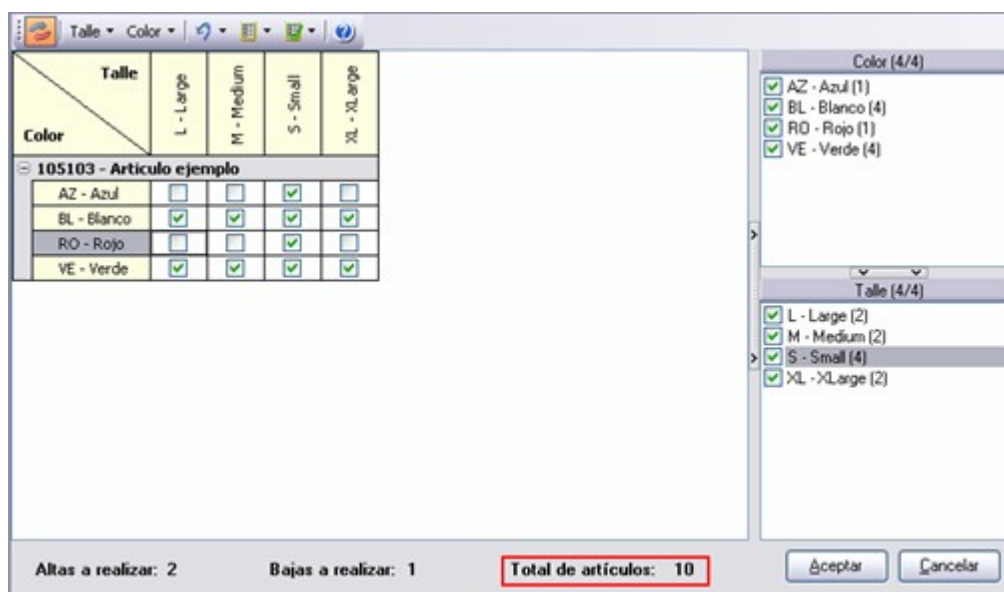 Talle Color
Talle
Color
L - Large
M - Medium
S - Small
XL - XLarge
105103 - Artículo ejemplo
AZ - Azul
BL - Blanco
RO - Rojo
VE - Verde
Color (4/4)
AZ - Azul (1)
BL - Blanco (4)
RO - Rojo (1)
VE - Verde (4)
Talle (4/4)
L - Large (2)
M - Medium (2)
S - Small (4)
XL - XLarge (2)
Altas a realizar: 2 Bajas a realizar: 1 Total de artículos: 10
Aceptar Cancelar